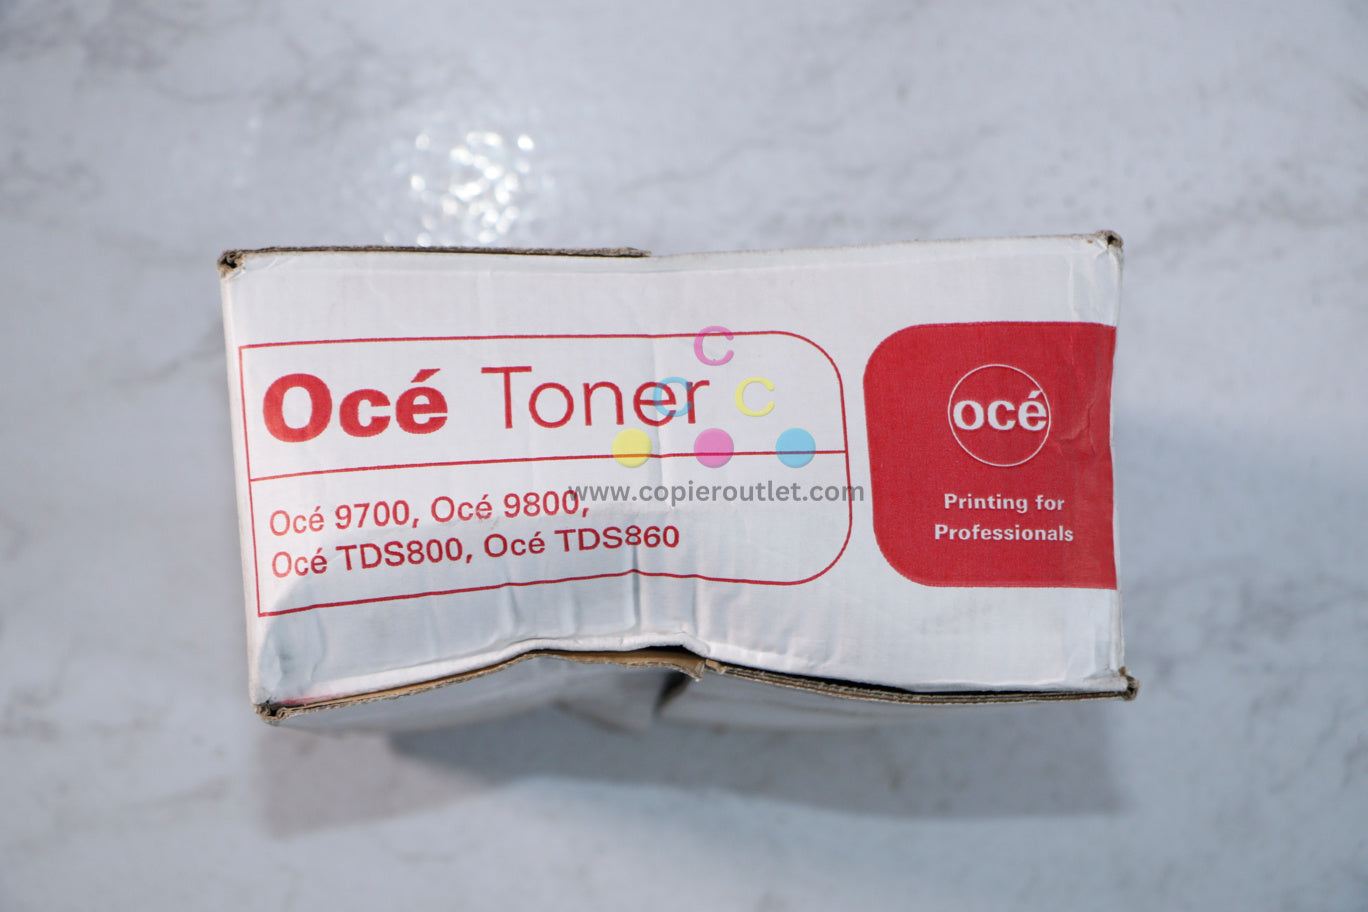 Océ Toner
Océ 9700, Océ 9800,
Océ TDS800, Océ TDS860
océ
Printing for
Professionals
C
C C
www.copieroutlet.com